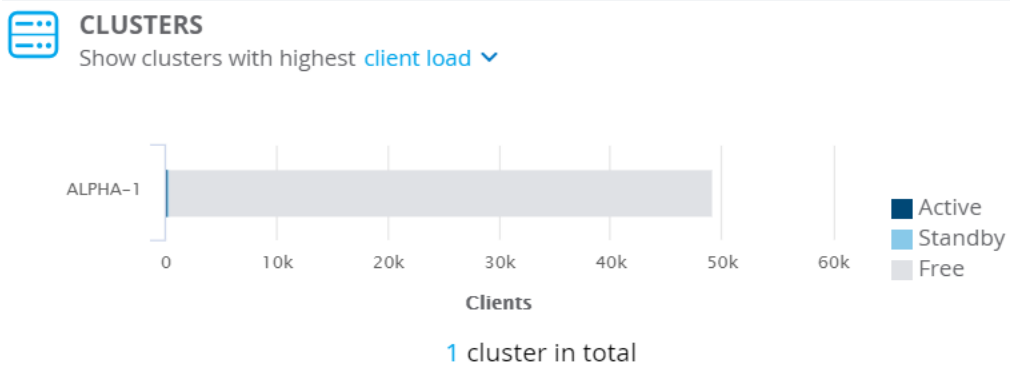 CLUSTERS
Show clusters with highest client load
ALPHA-1
Active
Standby
Free
0 10k 20k 30k 40k 50k 60k
Clients
1 cluster in total